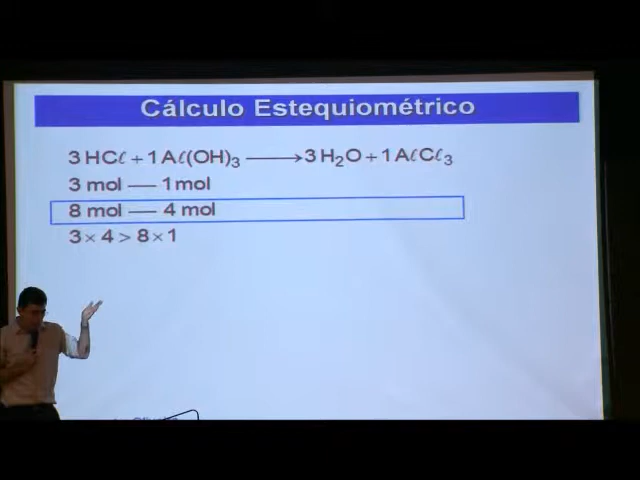 Cálculo Estequiométrico
3 HCℓ + 1 Aℓ(OH)₃ ⟶ 3 H₂O + 1 AℓCℓ₃
3 mol — 1 mol
8 mol — 4 mol
3 × 4 > 8 × 1